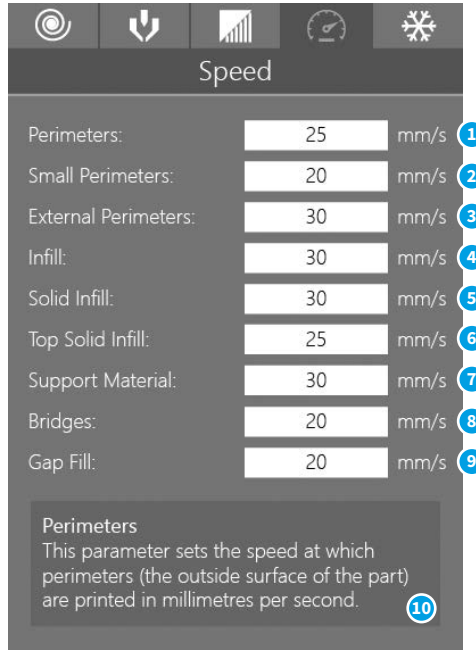 Speed
Perimeters: 25 mm/s 1
Small Perimeters: 20 mm/s 2
External Perimeters: 30 mm/s 3
Infill: 30 mm/s 4
Solid Infill: 30 mm/s 5
Top Solid Infill: 25 mm/s 6
Support Material: 30 mm/s 7
Bridges: 20 mm/s 8
Gap Fill: 20 mm/s 9
Perimeters
This parameter sets the speed at which
perimeters (the outside surface of the part)
are printed in millimetres per second. 10